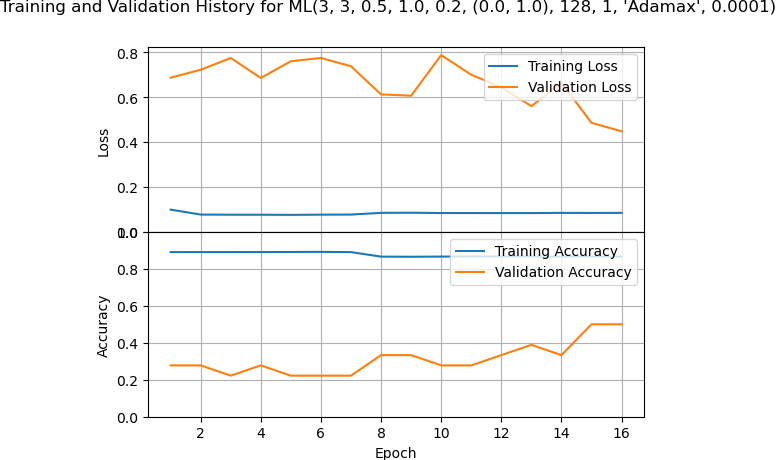 Training and Validation History for ML(3, 3, 0.5, 1.0, 0.2, (0.0, 1.0), 128, 1, 'Adamax', 0.0001)
0.8
0.6
0.4
0.2
0.0
Loss
Training Loss
Validation Loss
1.0
0.8
0.6
0.4
0.2
0.0
Accuracy
Training Accuracy
Validation Accuracy
2 4 6 8 10 12 14 16
Epoch